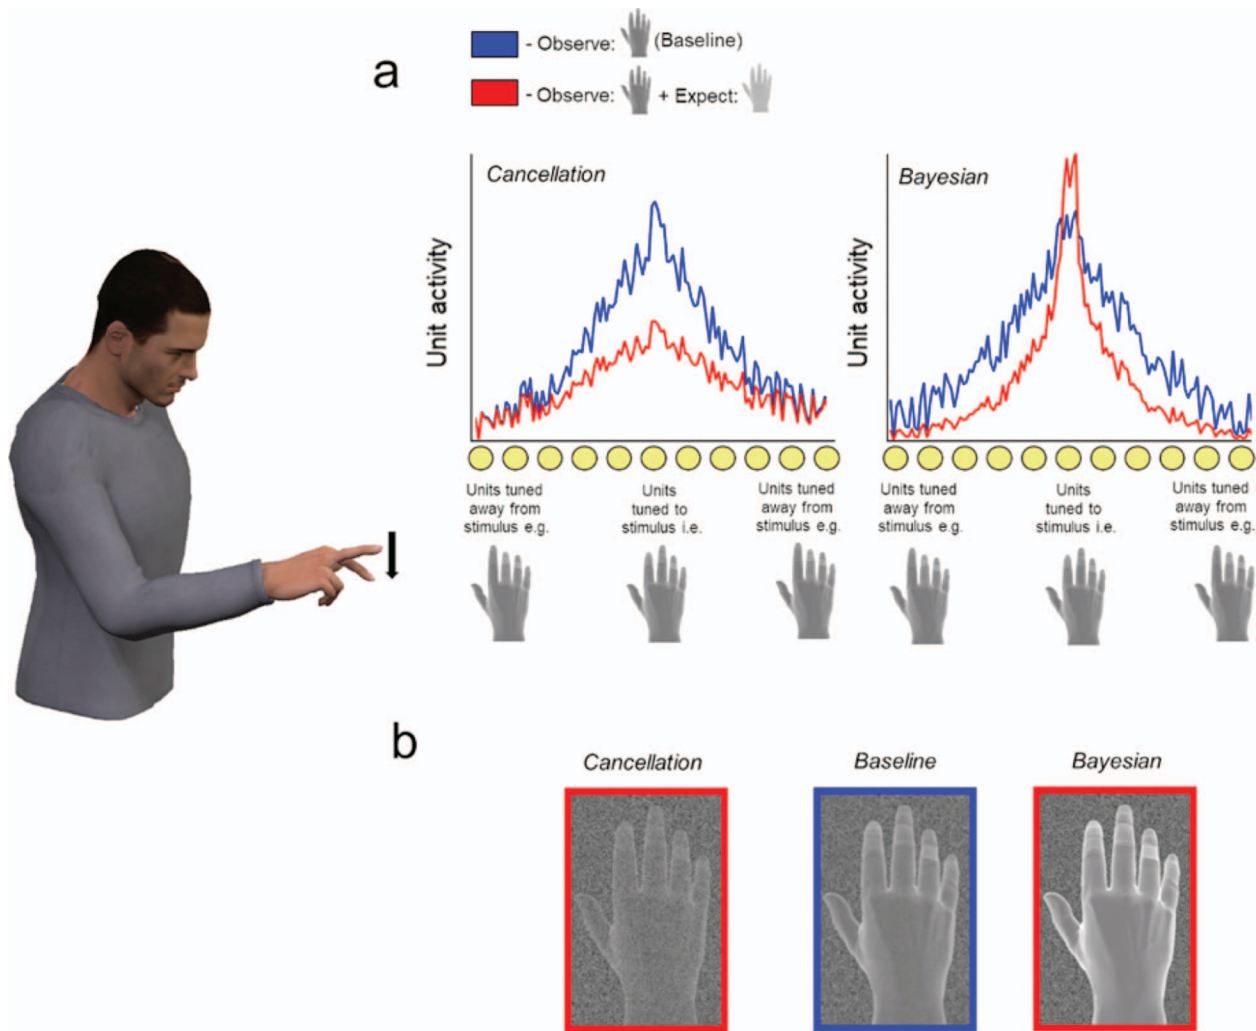 - Observe: (Baseline)
a
- Observe: + Expect:
Cancellation
Bayesian
Unit activity
Unit activity
Units tuned
away from
stimulus e.g.
Units
tuned to
stimulus i.e.
Units tuned
away from
stimulus e.g.
Units tuned
away from
stimulus e.g.
Units
tuned to
stimulus i.e.
Units tuned
away from
stimulus e.g.
b
Cancellation
Baseline
Bayesian